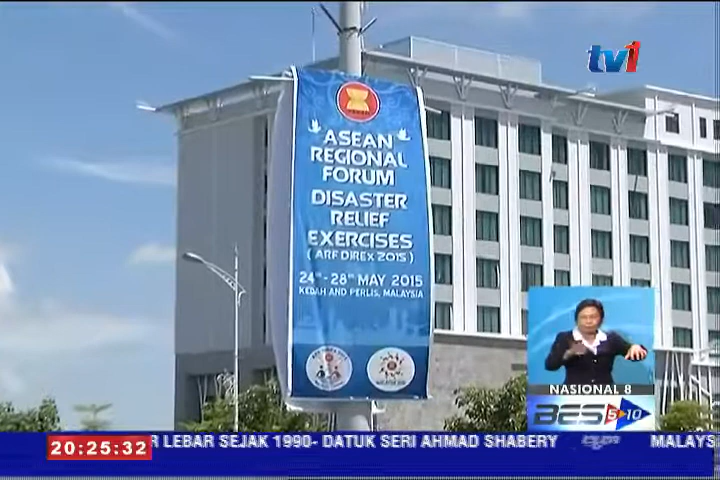 tv1
ASEAN
REGIONAL
FORUM
DISASTER
RELIEF
EXERCISES
(ARF DIREX 2015)
24TH-28TH MAY 2015
KEDAH AND PERLIS, MALAYSIA
NASIONAL 8
BES 5-10
20:25:32
R LEBAR SEJAK 1990- DATUK SERI AHMAD SHABERY
MALAYS